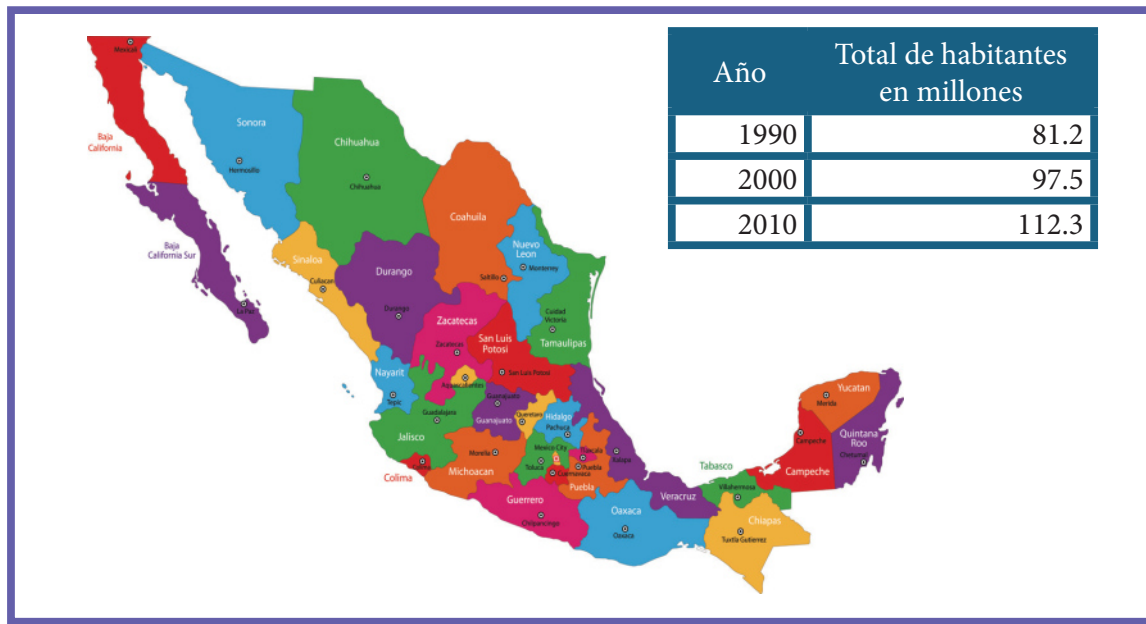 Año
Total de habitantes
en millones
1990
81.2
2000
97.5
2010
112.3
Mexicali
Baja
California
Sonora
Hermosillo
Chihuahua
Chihuahua
Coahuila
Saltillo
Nuevo
Leon
Monterrey
Baja
California Sur
La Paz
Sinaloa
Culiacan
Durango
Durango
Zacatecas
Zacatecas
San Luis
Potosi
San Luis Potosi
Cuidad
Victoria
Tamaulipas
Nayarit
Tepic
Aguascalientes
Guanajuato
Guanajuato
Queretaro
Hidalgo
Pachuca
Guadalajara
Jalisco
Colima
Michoacan
Morelia
Mexico City
Toluca
Tlaxcala
Puebla
Puebla
Cuernavaca
Xalapa
Veracruz
Guerrero
Chilpancingo
Oaxaca
Oaxaca
Tabasco
Villahermosa
Chiapas
Tuxtla Gutierrez
Campeche
Campeche
Yucatan
Merida
Quintana
Roo
Chetumal